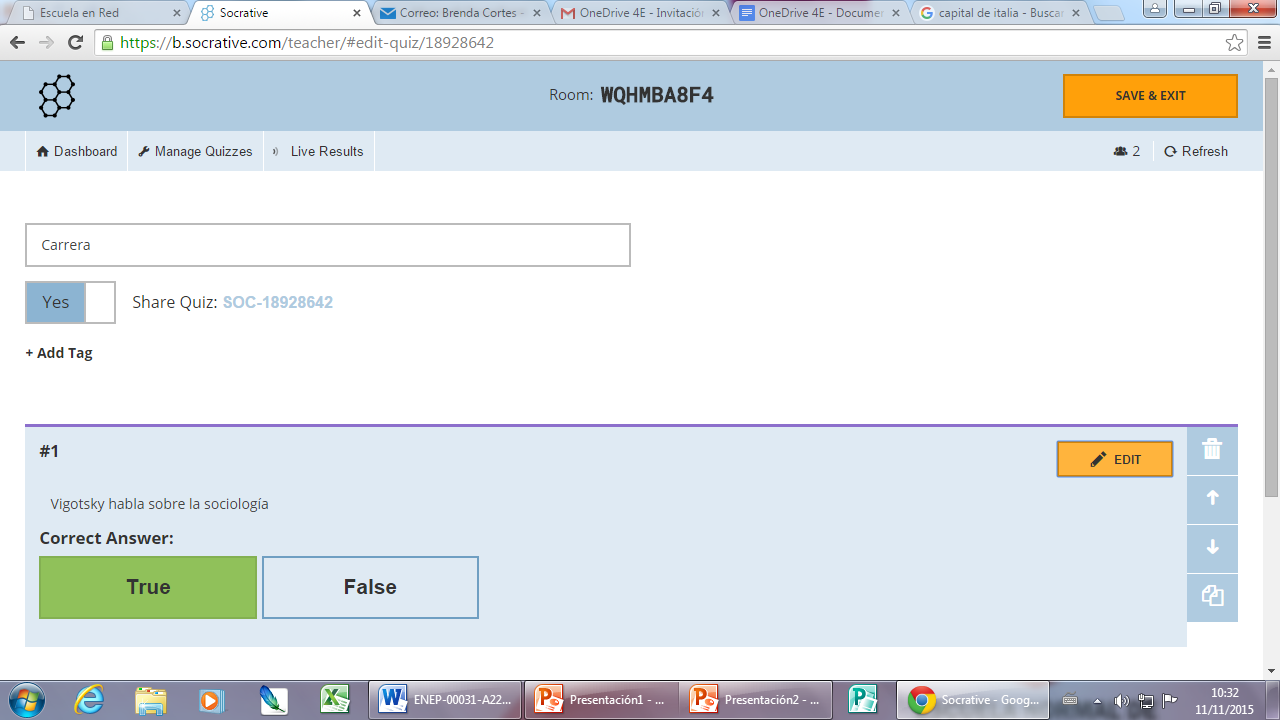 Escuela en Red
Socrative
Correo: Brenda Cortes -
OneDrive 4E - Invitación
OneDrive 4E - Documen
capital de italia - Buscar
https://b.socrative.com/teacher/#edit-quiz/18928642
Room: WQHMBA8F4
SAVE & EXIT
Dashboard
Manage Quizzes
Live Results
2
Refresh
Carrera
Yes
Share Quiz: SOC-18928642
+ Add Tag
#1
EDIT
Vigotsky habla sobre la sociología
Correct Answer:
True
False
ENEP-00031-A22...
Presentación1 - ...
Presentación2 - ...
Socrative - Goog...
10:32
11/11/2015